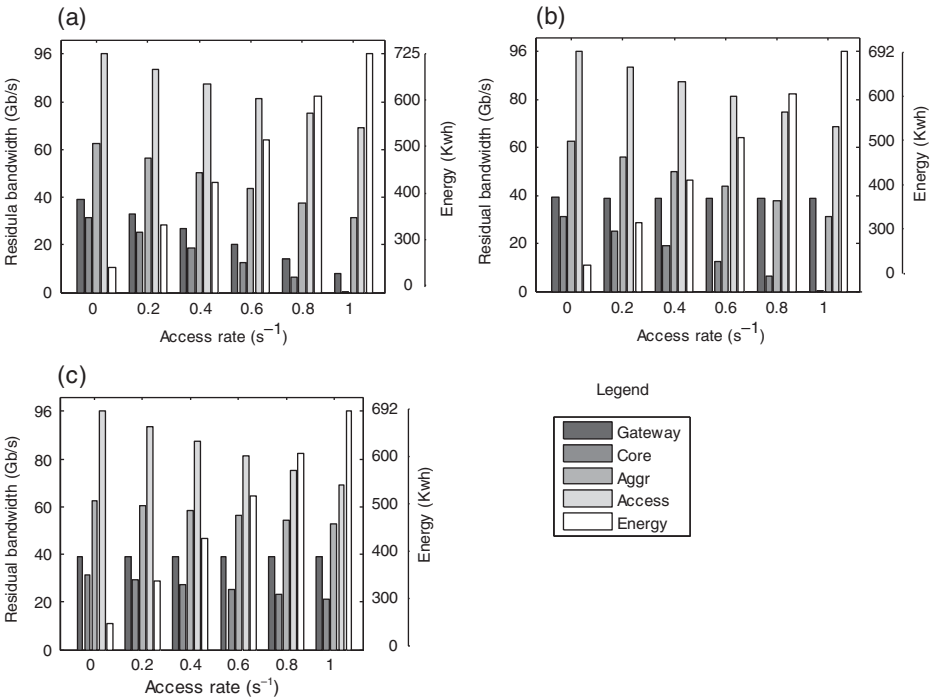 (a)
96
80
60
40
20
0
Residula bandwidth (Gb/s)
725
600
500
400
300
0
Energy (Kwh)
0 0.2 0.4 0.6 0.8 1
Access rate (s⁻¹)
(b)
96
80
60
40
20
0
Residual bandwidth (Gb/s)
692
600
500
400
300
0
Energy (Kwh)
0 0.2 0.4 0.6 0.8 1
Access rate (s⁻¹)
(c)
96
80
60
40
20
0
Residual bandwidth (Gb/s)
692
600
500
400
300
0
Energy (Kwh)
0 0.2 0.4 0.6 0.8 1
Access rate (s⁻¹)
Legend
Gateway
Core
Aggr
Access
Energy